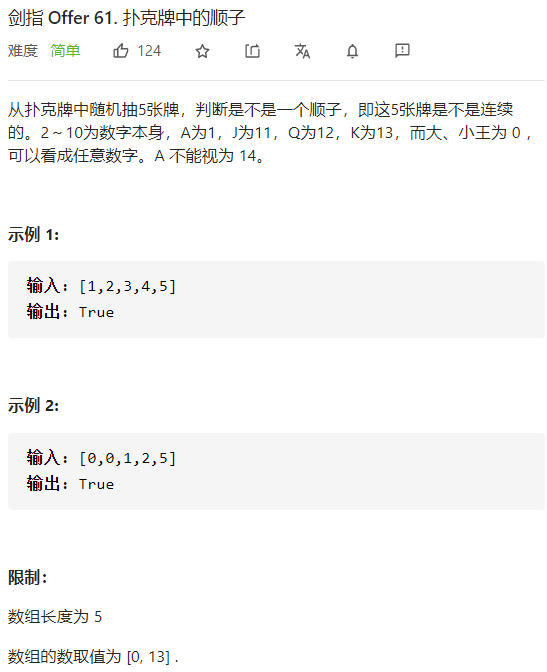 剑指 Offer 61. 扑克牌中的顺子
难度 简单 124
从扑克牌中随机抽5张牌，判断是不是一个顺子，即这5张牌是不是连续
的。2～10为数字本身，A为1，J为11，Q为12，K为13，而大、小王为 0 ，
可以看成任意数字。A 不能视为 14。
示例 1:
输入：[1,2,3,4,5]
输出：True
示例 2:
输入：[0,0,1,2,5]
输出：True
限制：
数组长度为 5
数组的数取值为 [0, 13] .